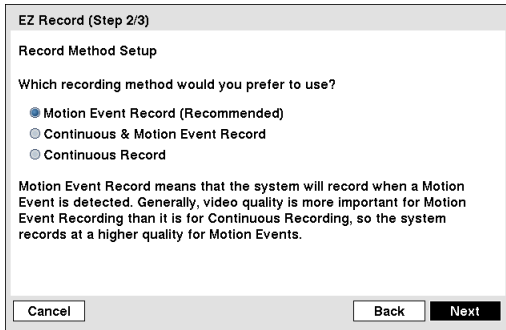 EZ Record (Step 2/3)
Record Method Setup
Which recording method would you prefer to use?
Motion Event Record (Recommended)
Continuous & Motion Event Record
Continuous Record
Motion Event Record means that the system will record when a Motion
Event is detected. Generally, video quality is more important for Motion
Event Recording than it is for Continuous Recording, so the system
records at a higher quality for Motion Events.
Cancel Back Next